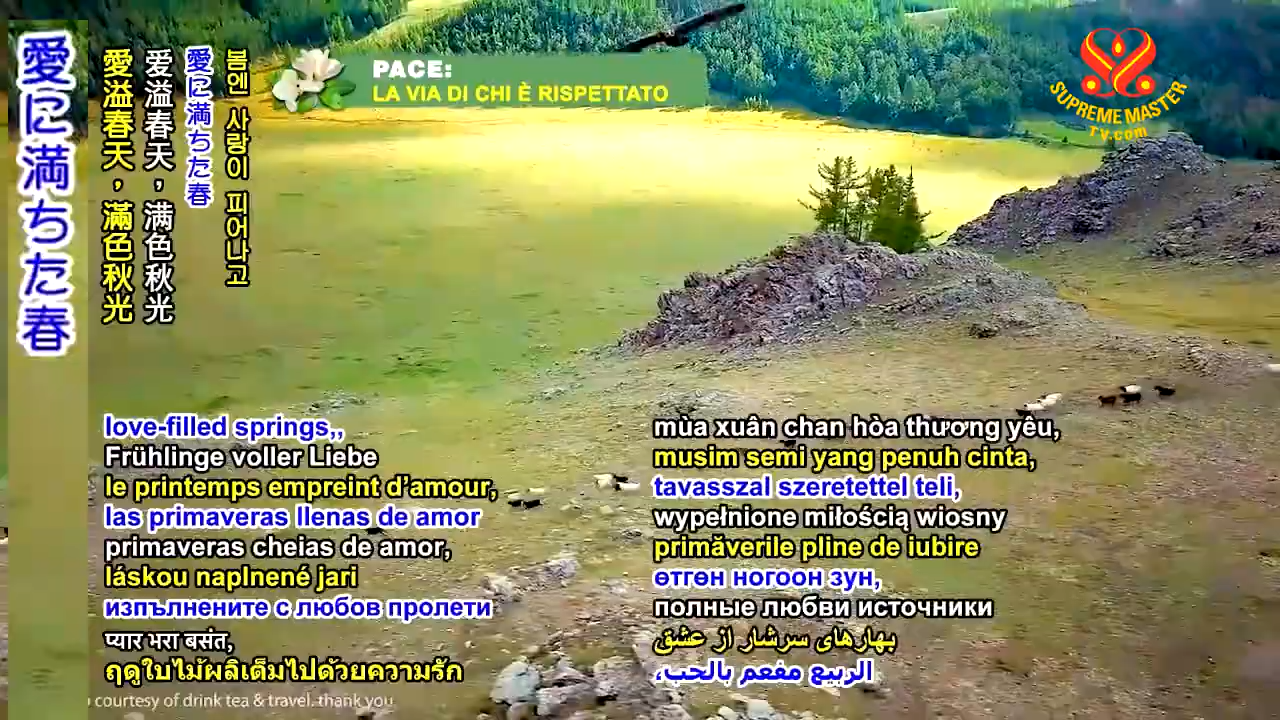 愛に満ちた春
愛溢春天，滿色秋光
爱溢春天，满色秋光
愛に満ちた春
봄엔 사랑이 피어나고
PACE:
LA VIA DI CHI È RISPETTATO
SUPREME MASTER
TV.com
love-filled springs,,
Frühlinge voller Liebe
le printemps empreint d’amour,
las primaveras llenas de amor
primaveras cheias de amor,
láskou naplnené jari
изпълнените с любов пролети
प्यार भरा बसंत,
ฤดูใบไม้ผลิเต็มไปด้วยความรัก
mùa xuân chan hòa thương yêu,
musim semi yang penuh cinta,
tavasszal szeretettel teli,
wypełnione miłością wiosny
primăverile pline de iubire
өтгөн ногоон зун,
полные любви источники
بهارهای سرشار از عشق
الربيع مفعم بالحب،
courtesy of drink tea & travel. thank you